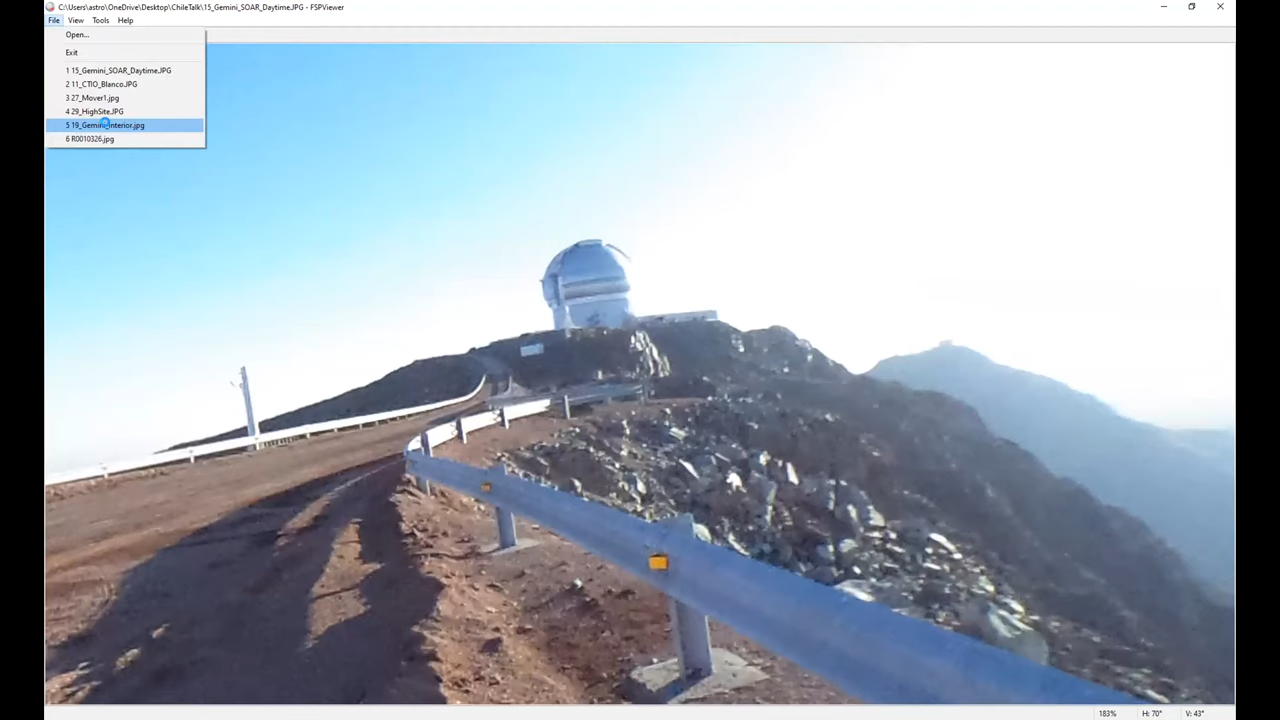 C:\Users\astro\OneDrive\Desktop\ChileTalk\15_Gemini_SOAR_Daytime.JPG - FSPViewer
File View Tools Help
Open...
Exit
1 15_Gemini_SOAR_Daytime.JPG
2 11_CTIO_Blanco.JPG
3 27_Mover1.jpg
4 29_HighSite.JPG
5 19_GeminiInterior.jpg
6 R0010326.jpg
183% H: 70° V: 43°